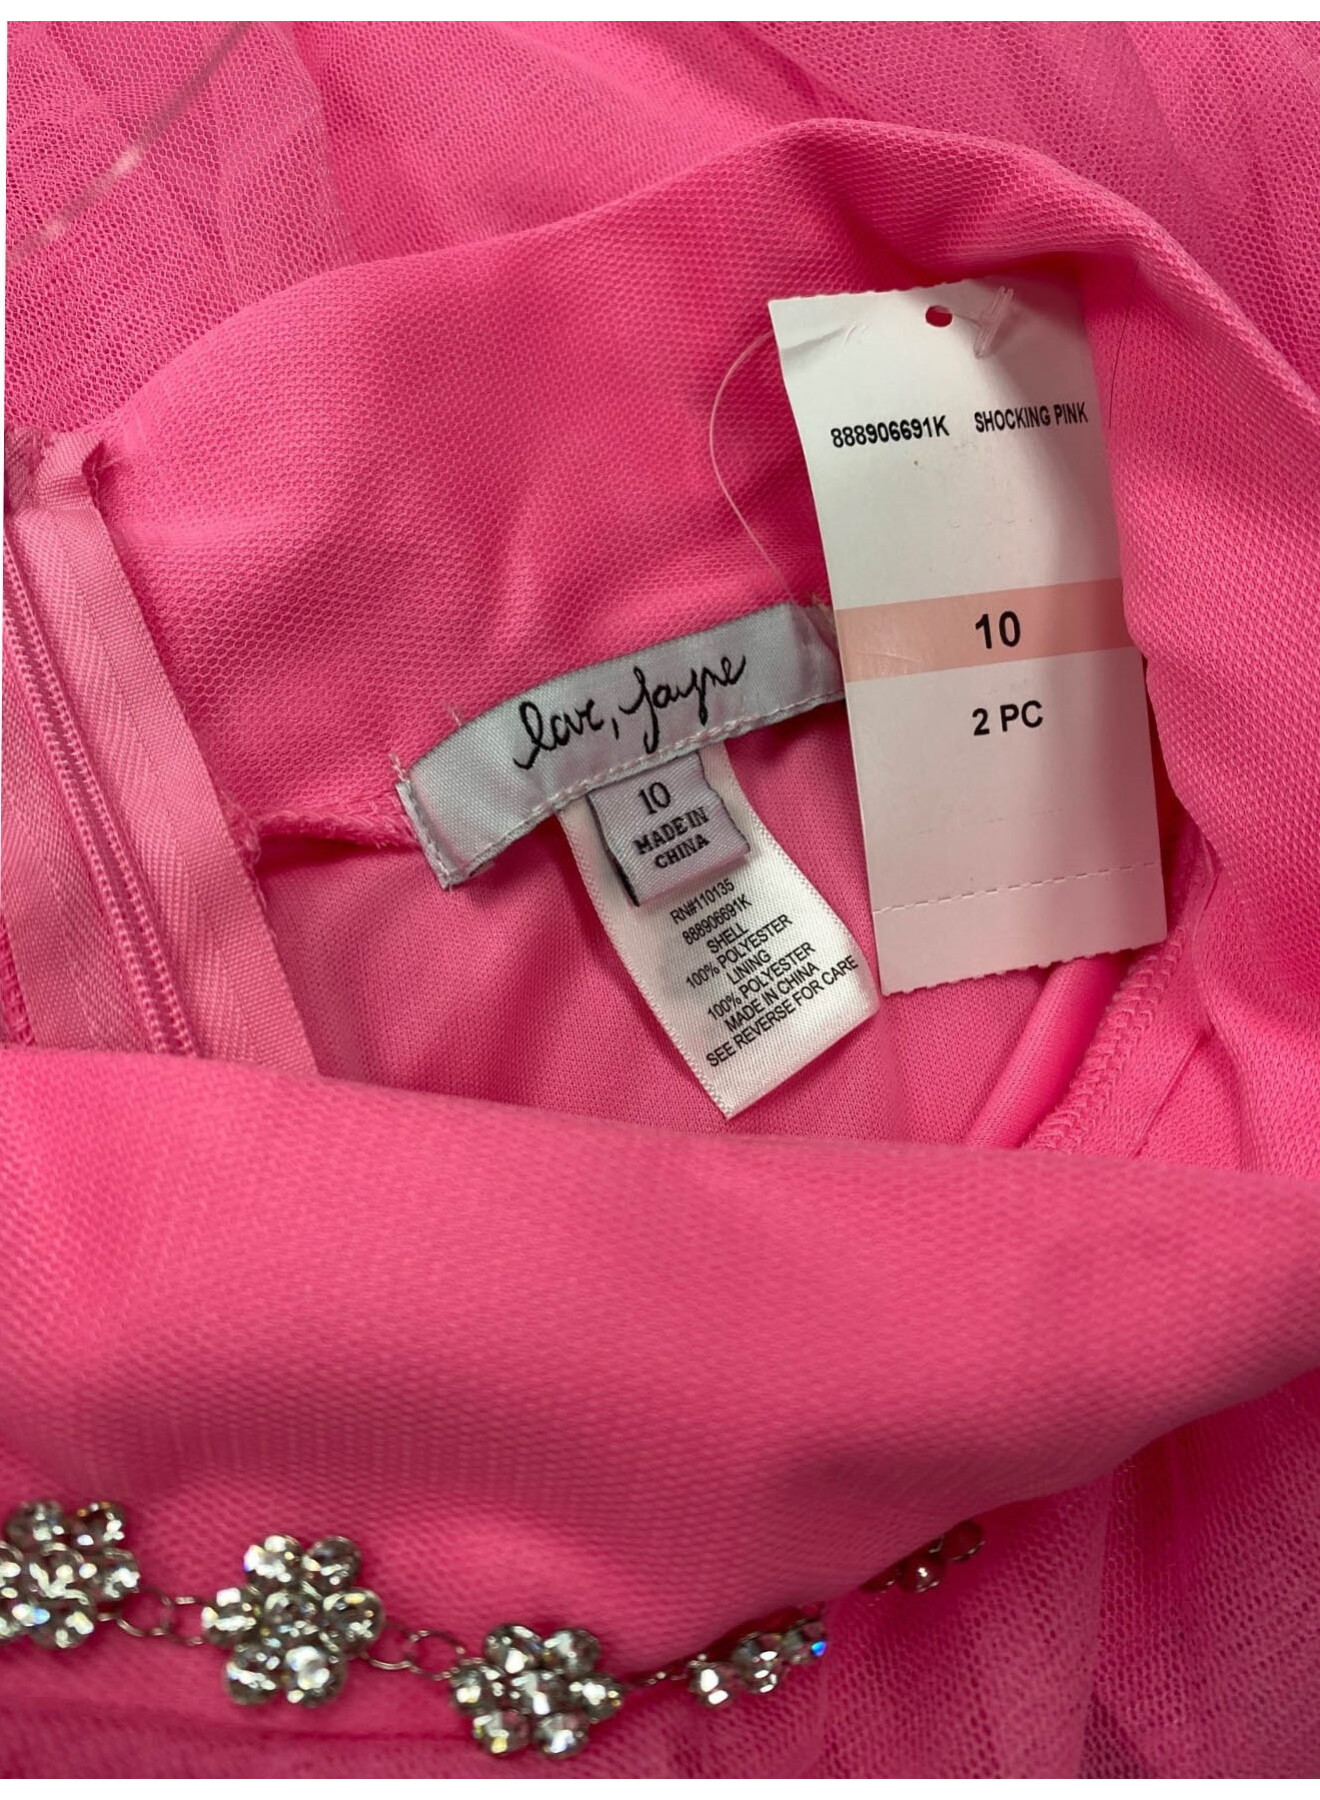 888906691K SHOCKING PINK
10
2 PC
love, Jayne
10
MADE IN
CHINA
RN#110135
888906691K
SHELL
100% POLYESTER
LINING
100% POLYESTER
MADE IN CHINA
SEE REVERSE FOR CARE